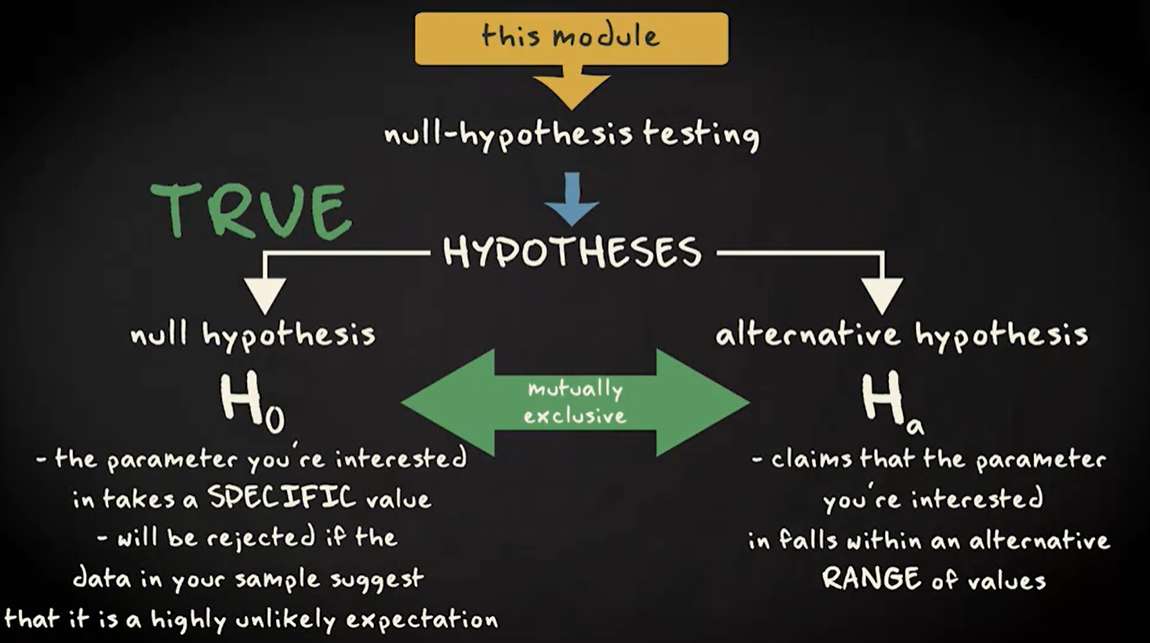 this module
null-hypothesis testing
TRUE
HYPOTHESES
null hypothesis
H0
- the parameter you're interested
in takes a SPECIFIC value
- will be rejected if the
data in your sample suggest
that it is a highly unlikely expectation
mutually
exclusive
alternative hypothesis
Ha
- claims that the parameter
you're interested
in falls within an alternative
RANGE of values